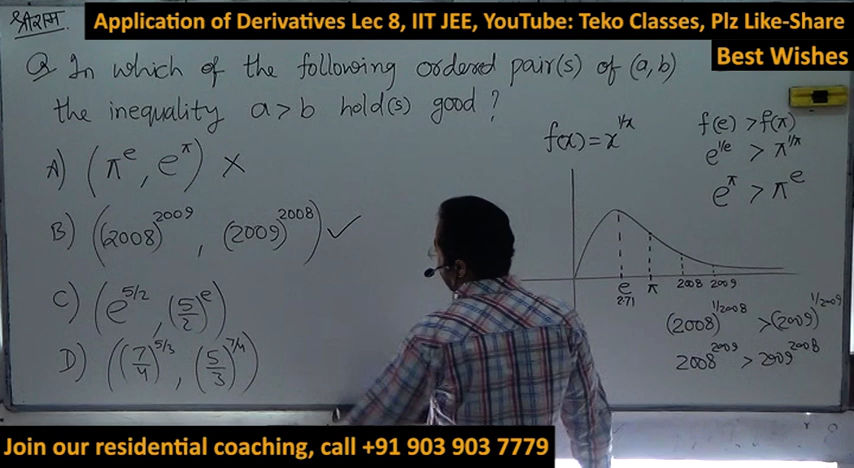 श्रीराम
Application of Derivatives Lec 8, IIT JEE, YouTube: Teko Classes, Plz Like-Share
Best Wishes
Q In which of the following ordered pair(s) of (a,b)
the inequality a > b hold(s) good ?
A) (π^e, e^π) ×
B) ((2008)^2009, (2009)^2008) ✓
C) (e^5/2, (5/2)^e)
D) ((7/4)^5/3, (5/3)^7/4)
f(x) = x^1/x
f(e) > f(π)
e^1/e > π^1/π
e^π > π^e
e π 2008 2009
2.71
(2008)^1/2008 > (2009)^1/2009
2008^2009 > 2009^2008
Join our residential coaching, call +91 903 903 7779